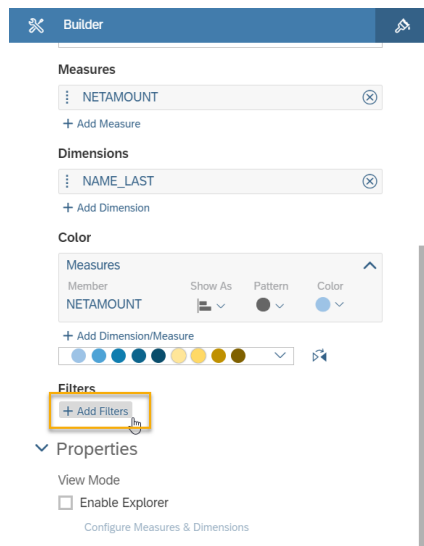 Builder
Measures
NETAMOUNT
+ Add Measure
Dimensions
NAME_LAST
+ Add Dimension
Color
Measures
Member Show As Pattern Color
NETAMOUNT
+ Add Dimension/Measure
Filters
+ Add Filters
Properties
View Mode
Enable Explorer
Configure Measures & Dimensions